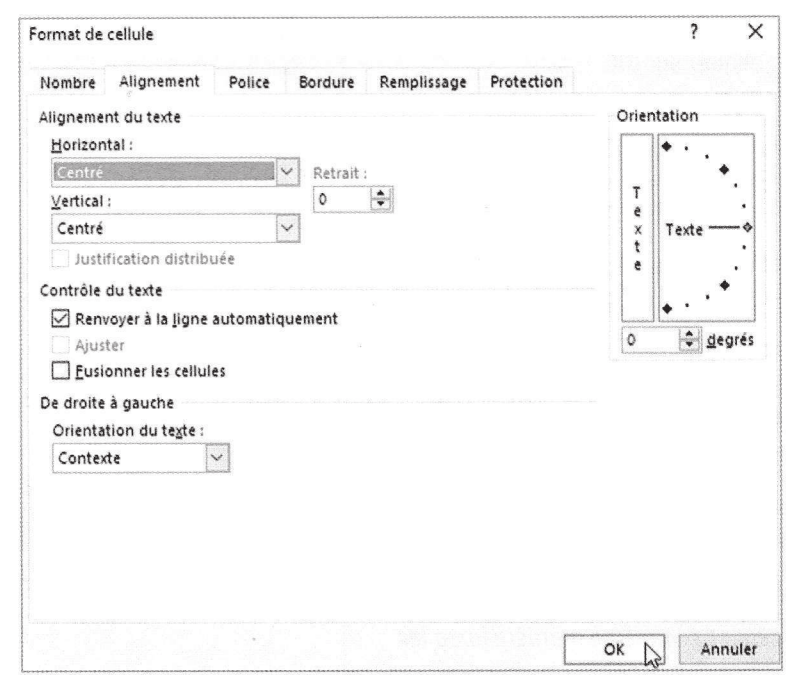 Format de cellule ? X
Nombre Alignement Police Bordure Remplissage Protection
Alignement du texte
Horizontal :
Centré
Retrait :
0
Vertical :
Centré
Justification distribuée
Contrôle du texte
Renvoyer à la ligne automatiquement
Ajuster
Fusionner les cellules
De droite à gauche
Orientation du texte :
Contexte
Orientation
Texte
Texte
0 degrés
OK Annuler